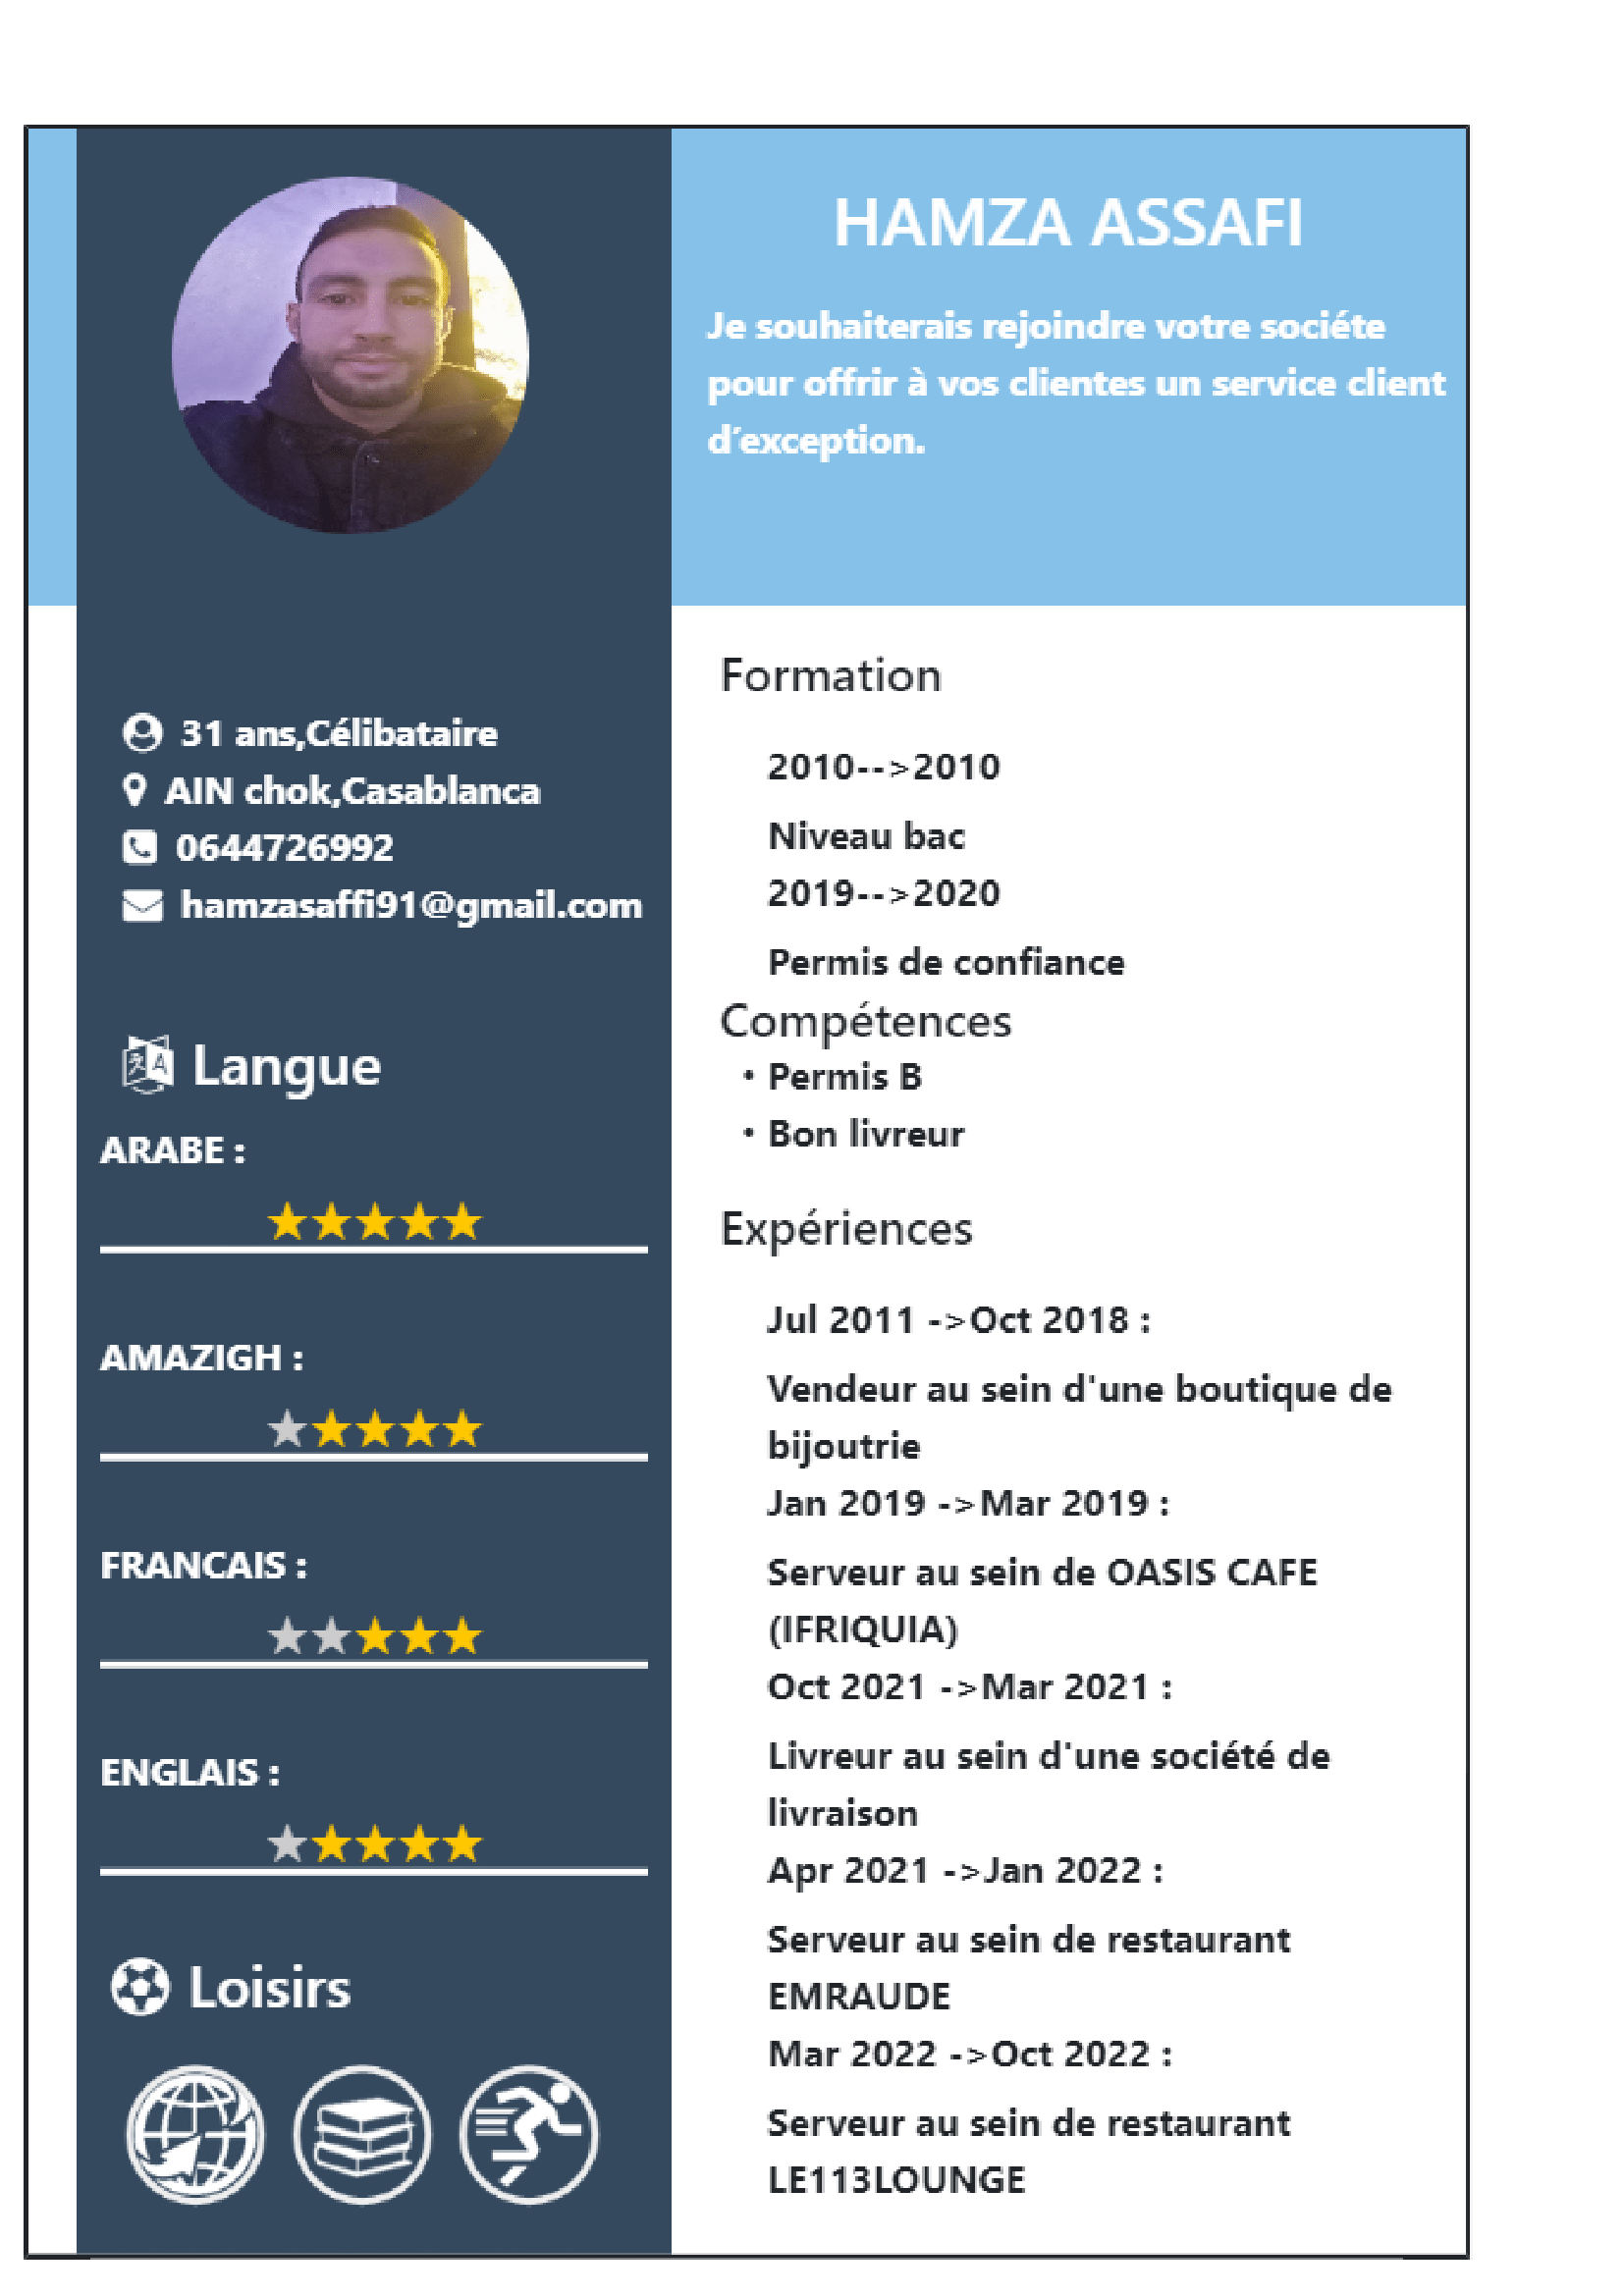 HAMZA ASSAFI
Je souhaiterais rejoindre votre sociéte
pour offrir à vos clientes un service client
d’exception.
31 ans,Célibataire
AIN chok,Casablanca
0644726992
hamzasaffi91@gmail.com
Langue
ARABE :
AMAZIGH :
FRANCAIS :
ENGLAIS :
Loisirs
Formation
2010-->2010
Niveau bac
2019-->2020
Permis de confiance
Compétences
• Permis B
• Bon livreur
Expériences
Jul 2011 ->Oct 2018 :
Vendeur au sein d'une boutique de
bijoutrie
Jan 2019 ->Mar 2019 :
Serveur au sein de OASIS CAFE
(IFRIQUIA)
Oct 2021 ->Mar 2021 :
Livreur au sein d'une société de
livraison
Apr 2021 ->Jan 2022 :
Serveur au sein de restaurant
EMRAUDE
Mar 2022 ->Oct 2022 :
Serveur au sein de restaurant
LE113LOUNGE